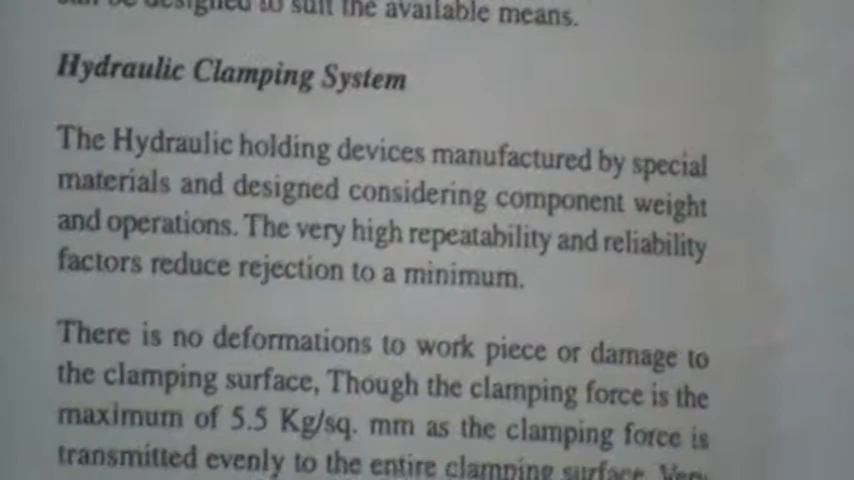 can be designed to suit the available means.
Hydraulic Clamping System
The Hydraulic holding devices manufactured by special
materials and designed considering component weight
and operations. The very high repeatability and reliability
factors reduce rejection to a minimum.
There is no deformations to work piece or damage to
the clamping surface, Though the clamping force is the
maximum of 5.5 Kg/sq. mm as the clamping force is
transmitted evenly to the entire clamping surface. Very